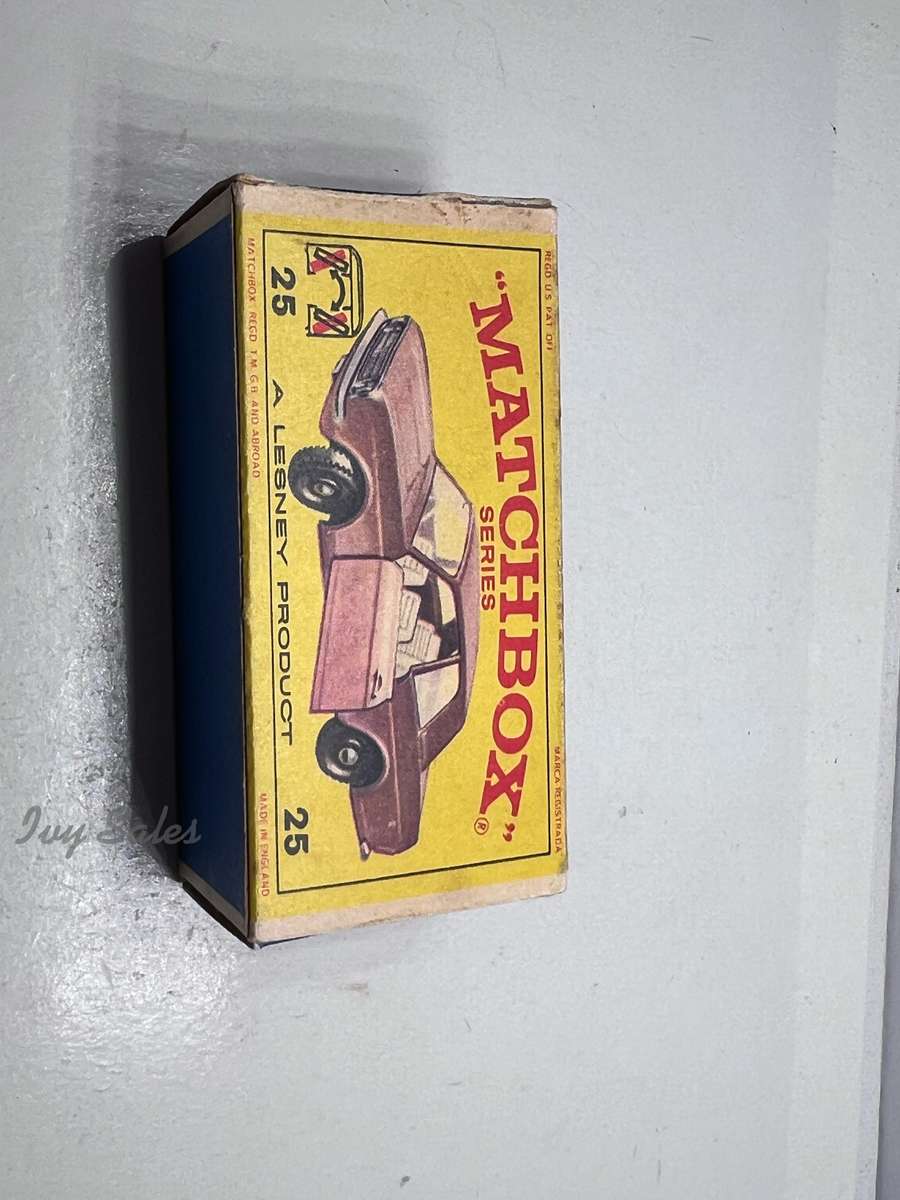 REGD. U.S. PAT. OFF. MARCA REGISTRADA
"MATCHBOX"®
SERIES
25 A LESNEY PRODUCT 25
MATCHBOX REGD. T.M. G.B. AND ABROAD MADE IN ENGLAND
Ivy Sales